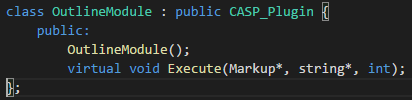 class OutlineModule : public CASP_Plugin {
    public:
        OutlineModule();
        virtual void Execute(Markup*, string*, int);
};